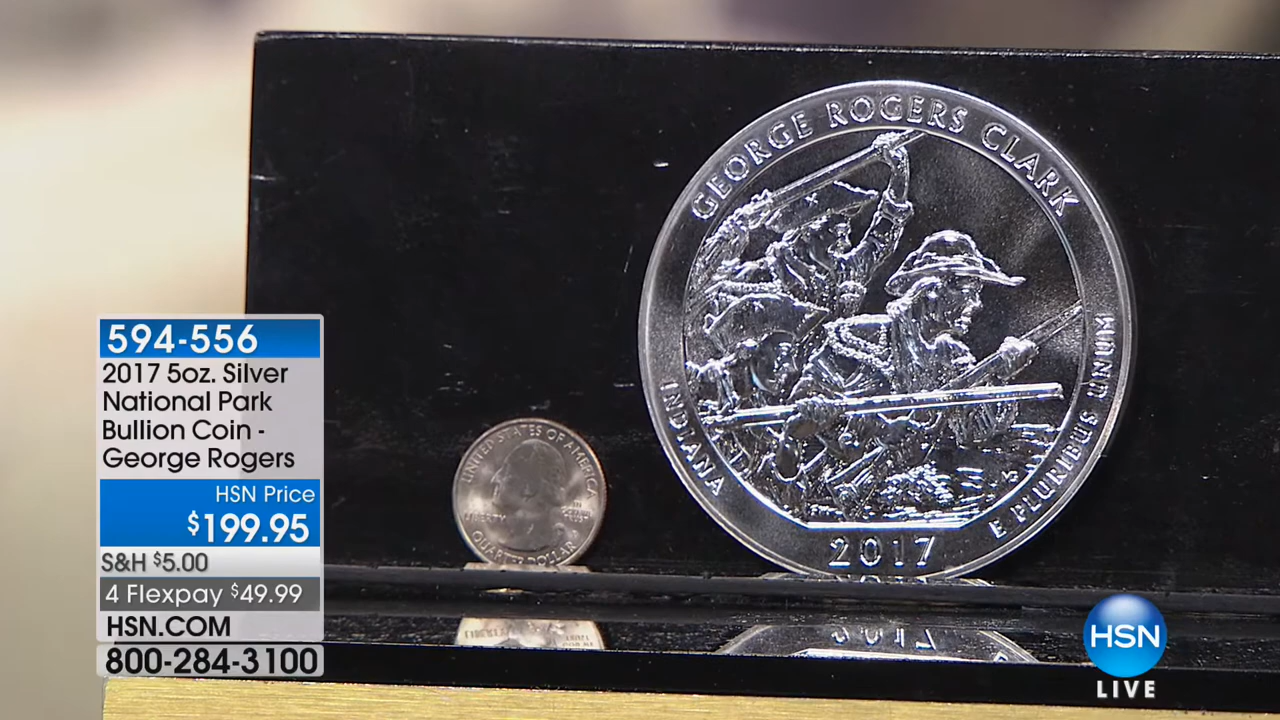 594-556
2017 5oz. Silver
National Park
Bullion Coin -
George Rogers
HSN Price
$199.95
S&H $5.00
4 Flexpay $49.99
HSN.COM
800-284-3100
UNITED STATES OF AMERICA
LIBERTY
QUARTER DOLLAR
GEORGE ROGERS CLARK
INDIANA
2017
E PLURIBUS UNUM
HSN
LIVE